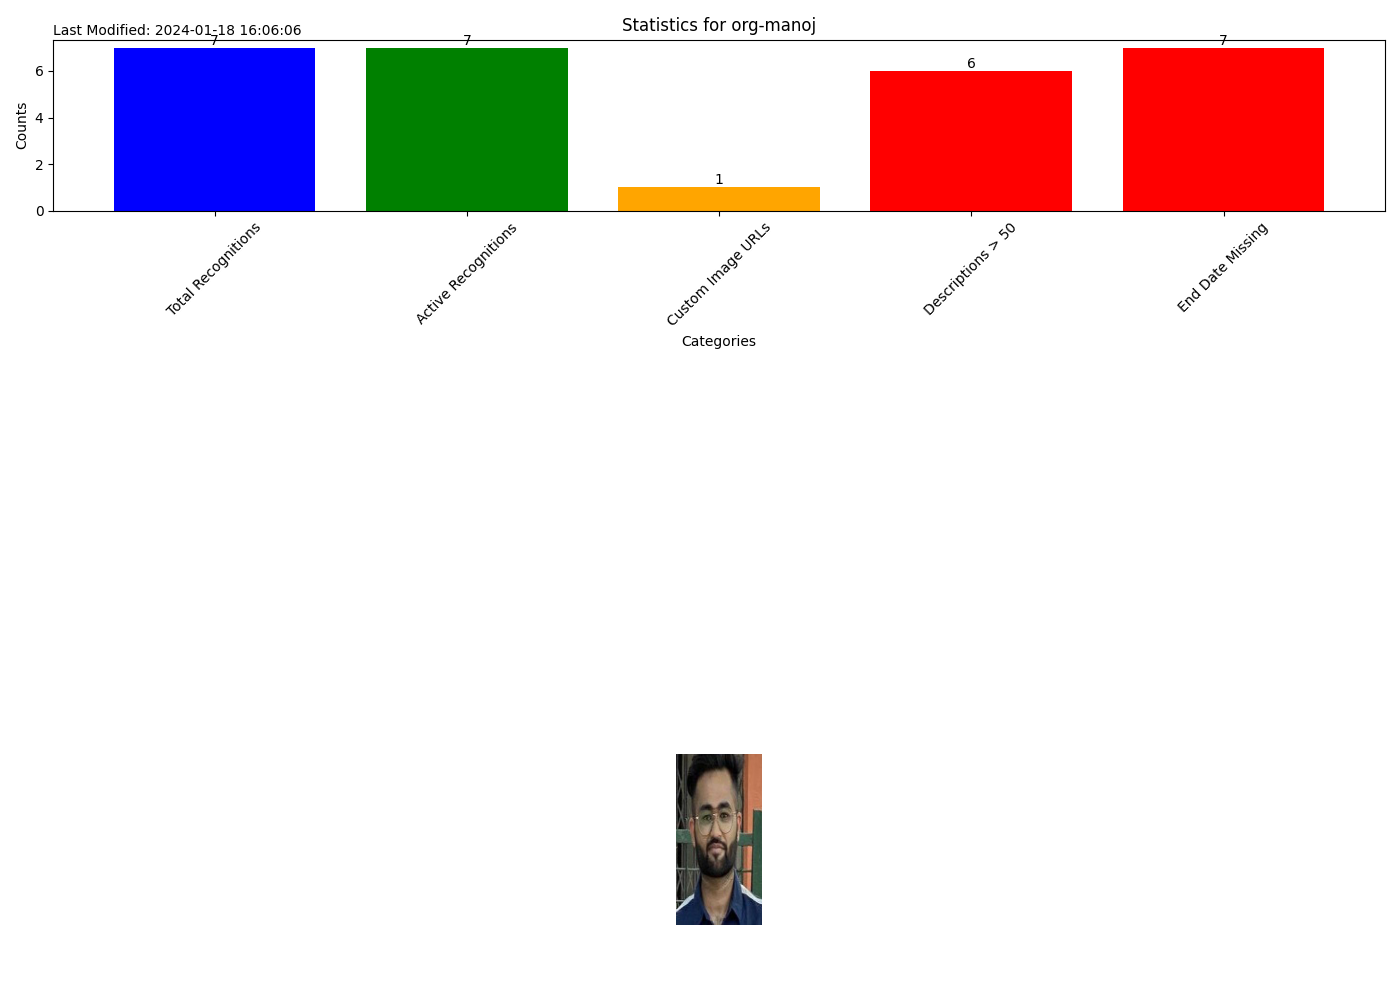 Statistics for org-manoj
Last Modified: 2024-01-18 16:06:06
7
7
1
6
7
Counts
6
4
2
0
Total Recognitions
Active Recognitions
Custom Image URLs
Descriptions > 50
End Date Missing
Categories